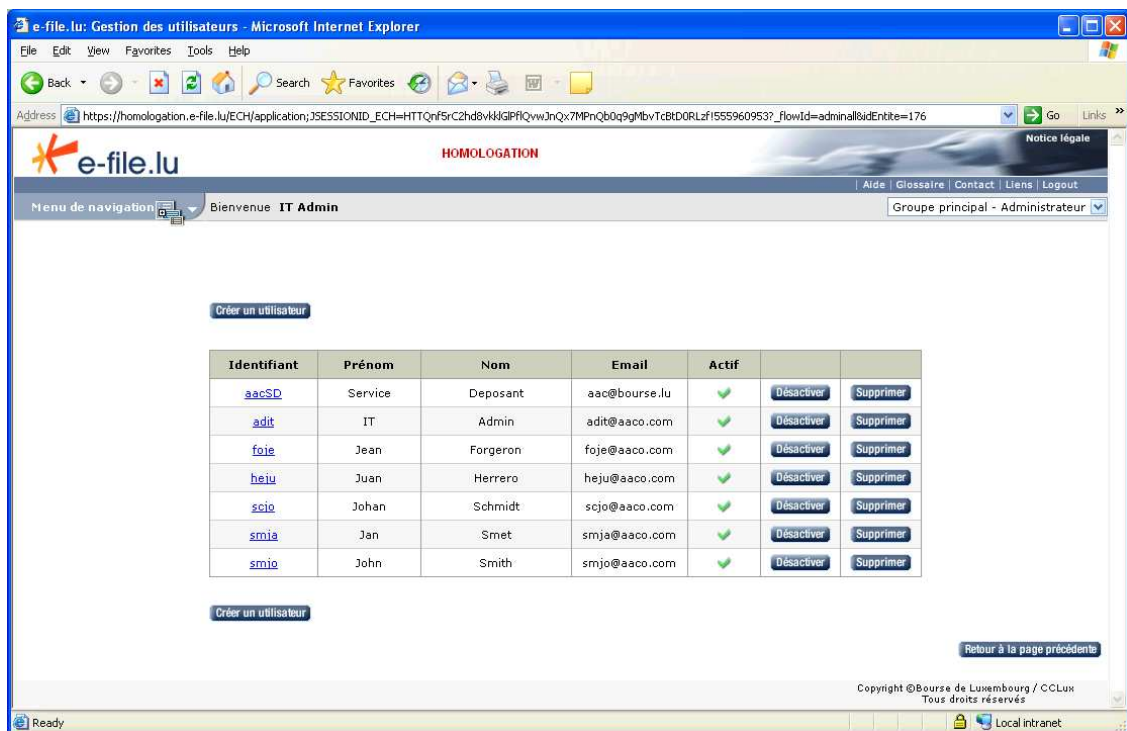 e-file.lu: Gestion des utilisateurs - Microsoft Internet Explorer
File Edit View Favorites Tools Help
Back Search Favorites
Address https://homologation.e-file.lu/ECH/application;JSESSIONID_ECH=HTTQnf5rC2hd8vkklGlPflQvwJnQx7MPnQb0q9gMbvTcBtD0RLzf!555960953?_flowId=adminall&idEntite=176 Go Links »
e-file.lu HOMOLOGATION Notice légale
| Aide | Glossaire | Contact | Liens | Logout
Menu de navigation Bienvenue IT Admin Groupe principal - Administrateur
Créer un utilisateur
Identifiant Prénom Nom Email Actif
aacSD Service Deposant aac@bourse.lu Désactiver Supprimer
adit IT Admin adit@aaco.com Désactiver Supprimer
foje Jean Forgeron foje@aaco.com Désactiver Supprimer
heju Juan Herrero heju@aaco.com Désactiver Supprimer
scjo Johan Schmidt scjo@aaco.com Désactiver Supprimer
smja Jan Smet smja@aaco.com Désactiver Supprimer
smjo John Smith smjo@aaco.com Désactiver Supprimer
Créer un utilisateur
Retour à la page précédente
Copyright ©Bourse de Luxembourg / CCLux
Tous droits réservés
Ready Local intranet